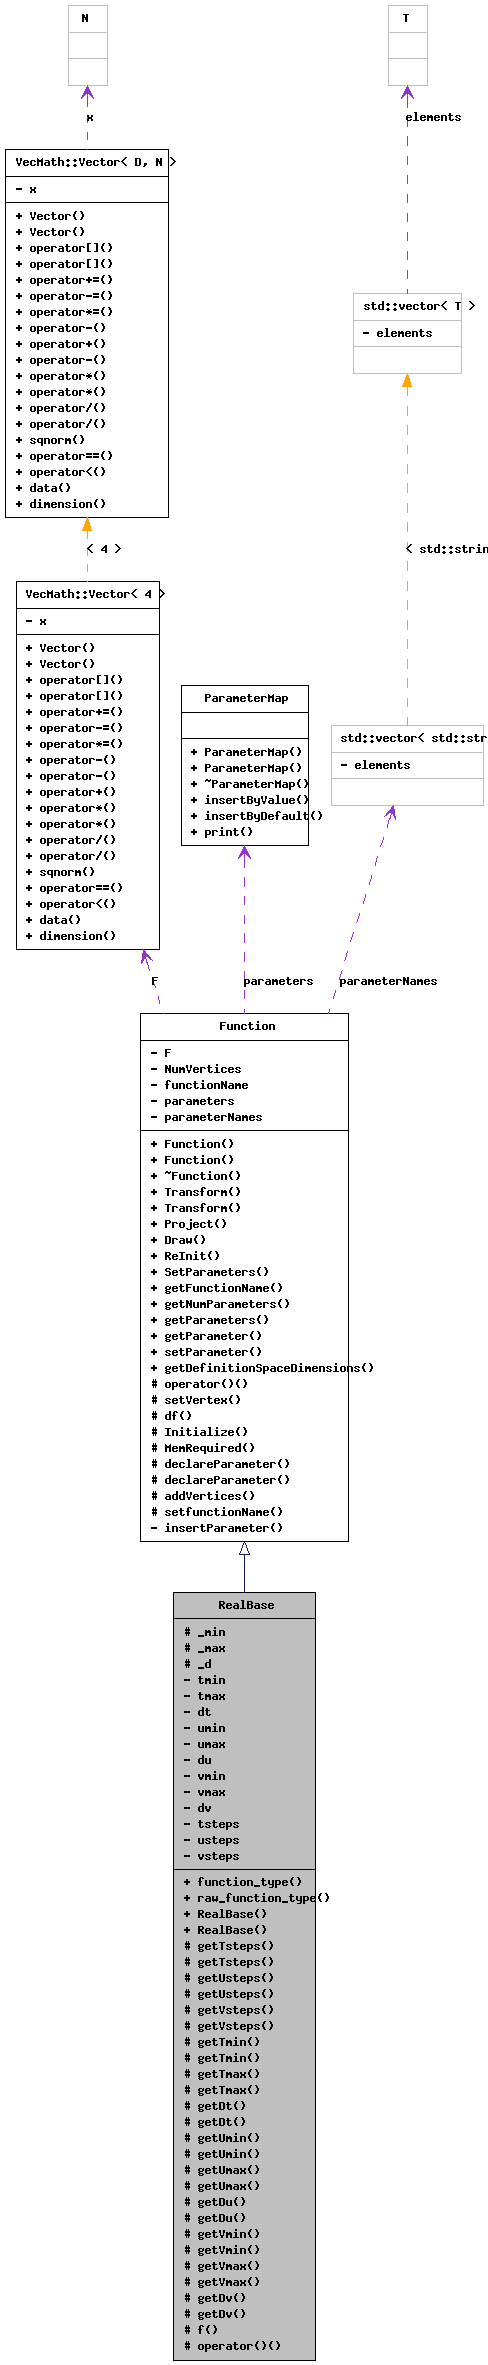 N
T
x
elements
VecMath::Vector< D, N >
- x
+ Vector()
+ Vector()
+ operator[]()
+ operator[]()
+ operator+=()
+ operator-=()
+ operator*=()
+ operator-()
+ operator+()
+ operator-()
+ operator*()
+ operator*()
+ operator/()
+ operator/()
+ sqnorm()
+ operator==()
+ operator<()
+ data()
+ dimension()
std::vector< T >
- elements
< 4 >
< std::strin
VecMath::Vector< 4 >
- x
+ Vector()
+ Vector()
+ operator[]()
+ operator[]()
+ operator+=()
+ operator-=()
+ operator*=()
+ operator-()
+ operator-()
+ operator+()
+ operator*()
+ operator*()
+ operator/()
+ operator/()
+ sqnorm()
+ operator==()
+ operator<()
+ data()
+ dimension()
ParameterMap
+ ParameterMap()
+ ParameterMap()
+ ~ParameterMap()
+ insertByValue()
+ insertByDefault()
+ print()
std::vector< std::str
- elements
F
parameters
parameterNames
Function
- F
- NumVertices
- functionName
- parameters
- parameterNames
+ Function()
+ Function()
+ ~Function()
+ Transform()
+ Transform()
+ Project()
+ Draw()
+ ReInit()
+ SetParameters()
+ getFunctionName()
+ getNumParameters()
+ getParameters()
+ getParameter()
+ setParameter()
+ getDefinitionSpaceDimensions()
# operator()()
# setVertex()
# df()
# Initialize()
# MemRequired()
# declareParameter()
# declareParameter()
# addVertices()
# setfunctionName()
- insertParameter()
RealBase
# _min
# _max
# _d
- tmin
- tmax
- dt
- umin
- umax
- du
- vmin
- vmax
- dv
- tsteps
- usteps
- vsteps
+ function_type()
+ raw_function_type()
+ RealBase()
+ RealBase()
# getTsteps()
# getTsteps()
# getUsteps()
# getUsteps()
# getVsteps()
# getVsteps()
# getTmin()
# getTmin()
# getTmax()
# getTmax()
# getDt()
# getDt()
# getUmin()
# getUmin()
# getUmax()
# getUmax()
# getDu()
# getDu()
# getVmin()
# getVmin()
# getVmax()
# getVmax()
# getDv()
# getDv()
# f()
# operator()()